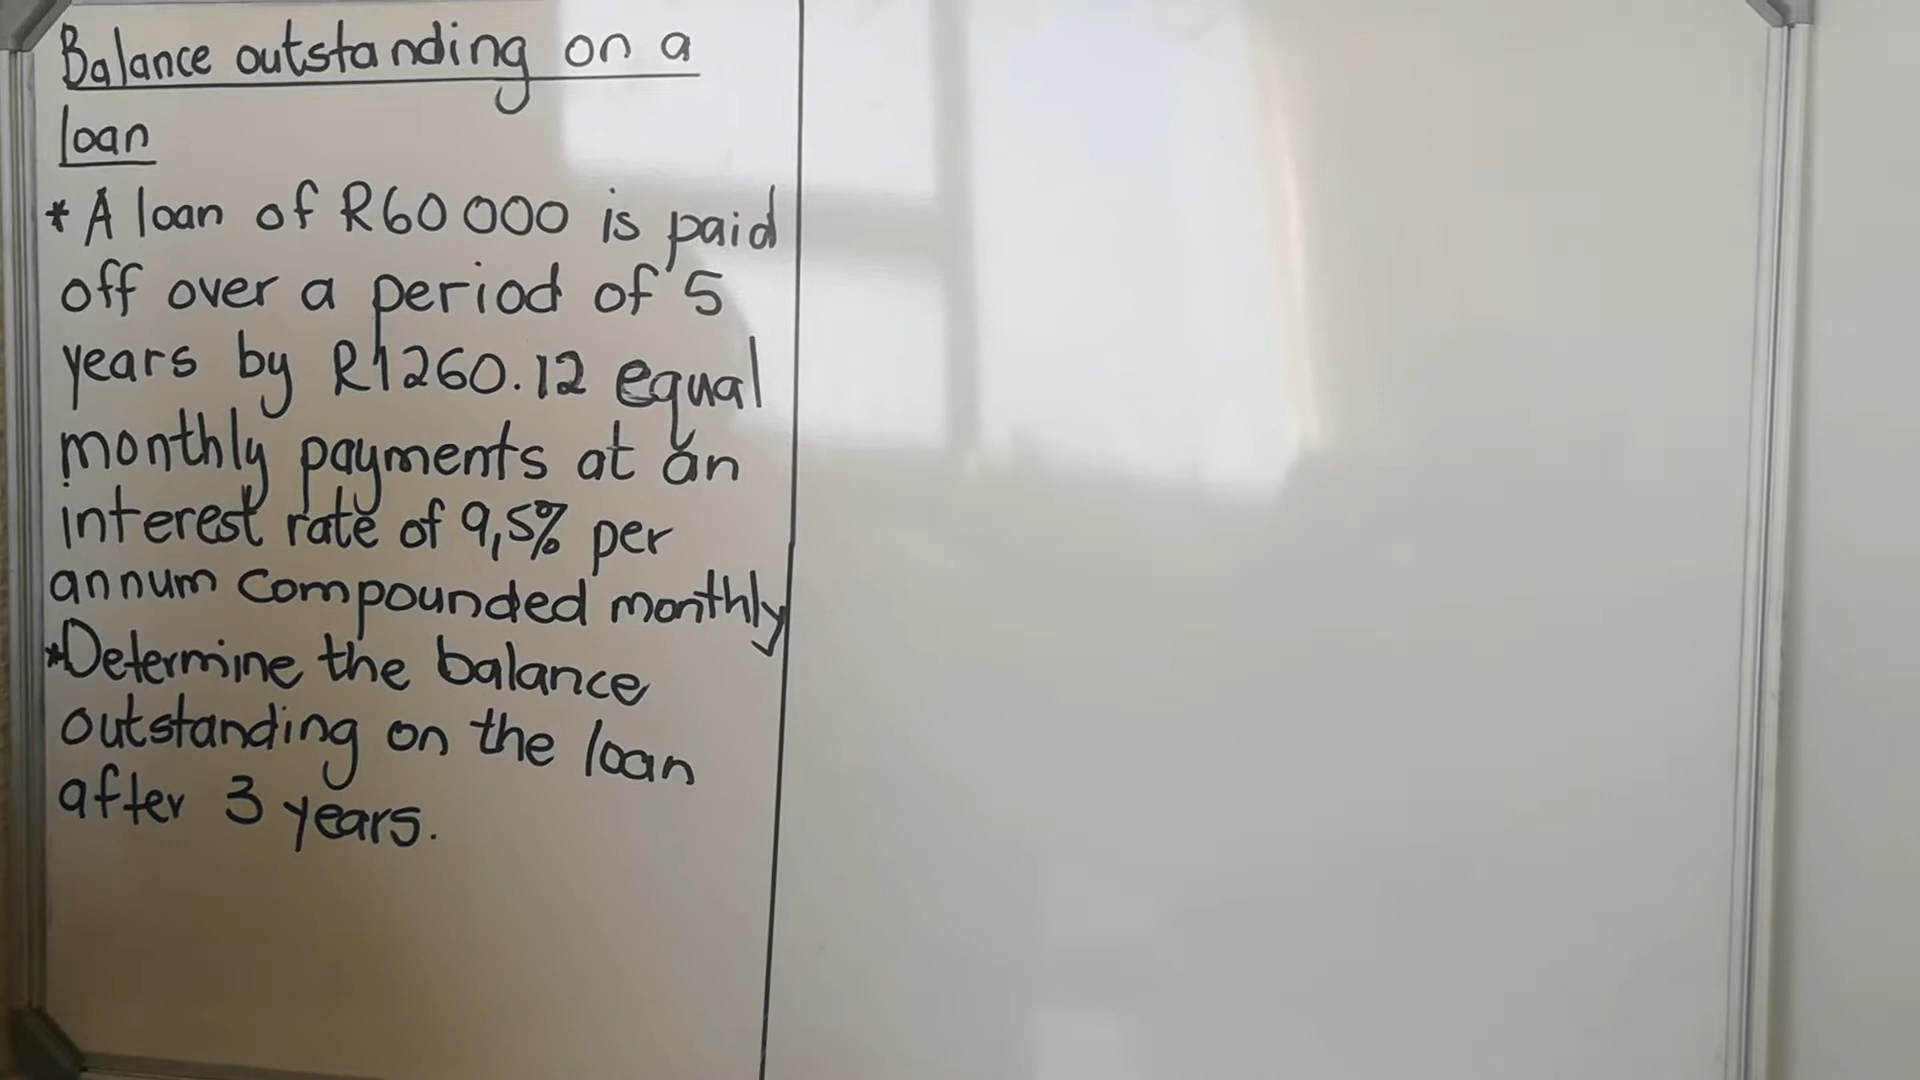 Balance outstanding on a
loan
* A loan of R60 000 is paid
off over a period of 5
years by R1260.12 equal
monthly payments at an
interest rate of 9,5% per
annum compounded monthly
* Determine the balance
outstanding on the loan
after 3 years.